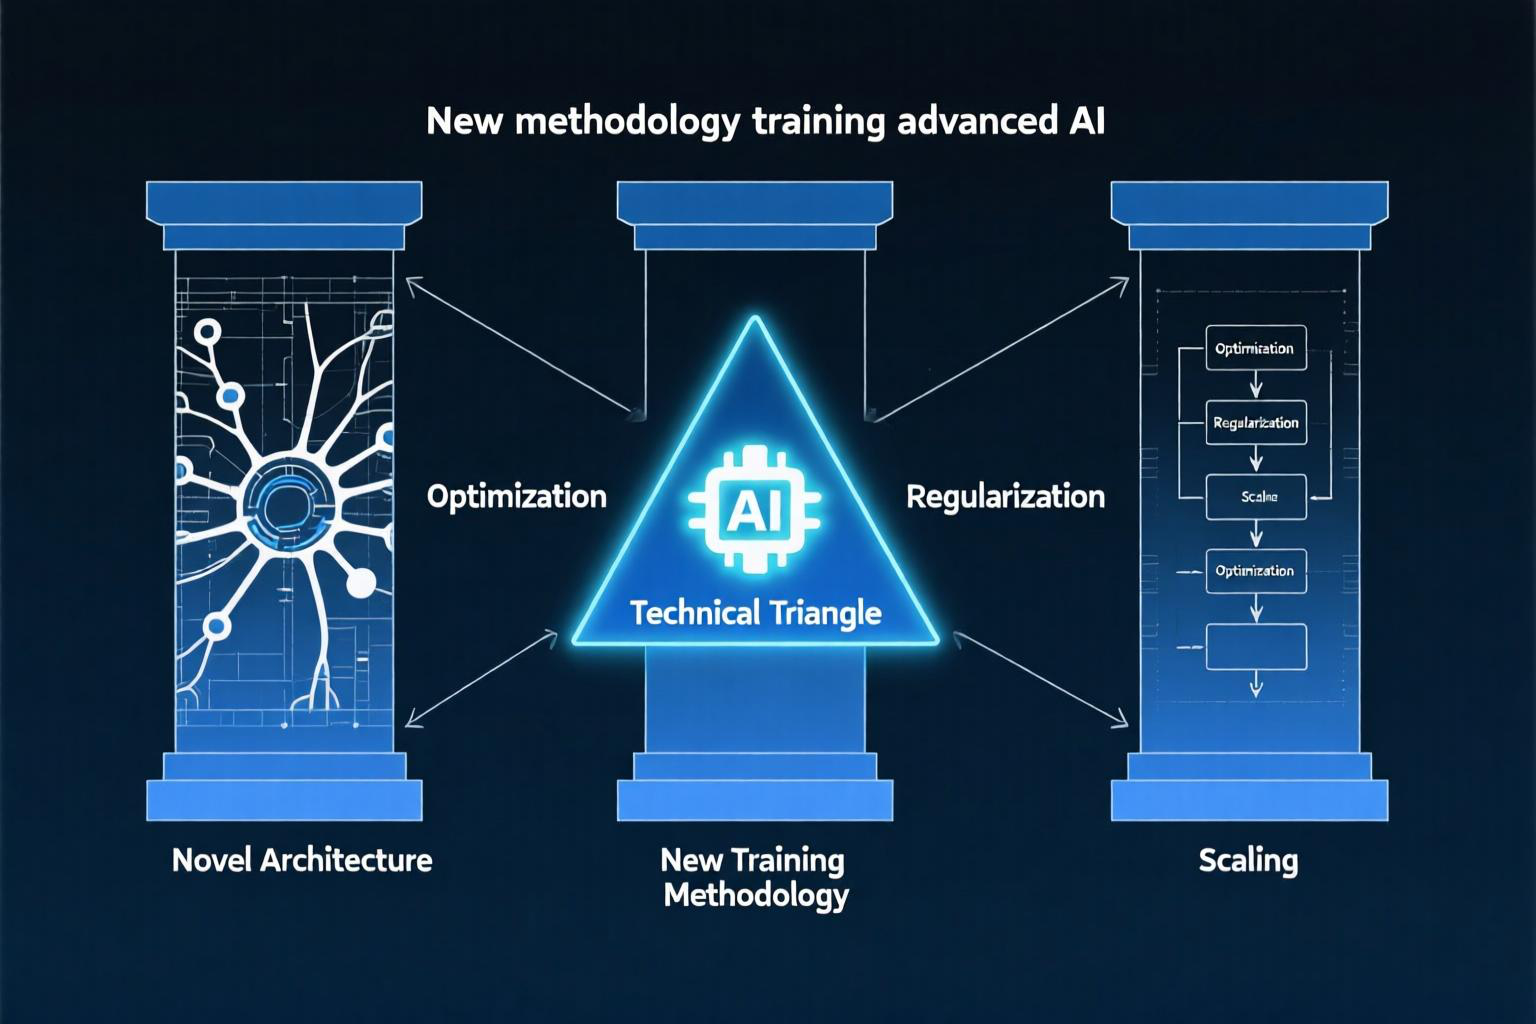 New methodology training advanced AI
Optimization
Regularization
AI
Technical Triangle
Optimization
Regularization
Scaling
Optimization
Novel Architecture
New Training
Methodology
Scaling